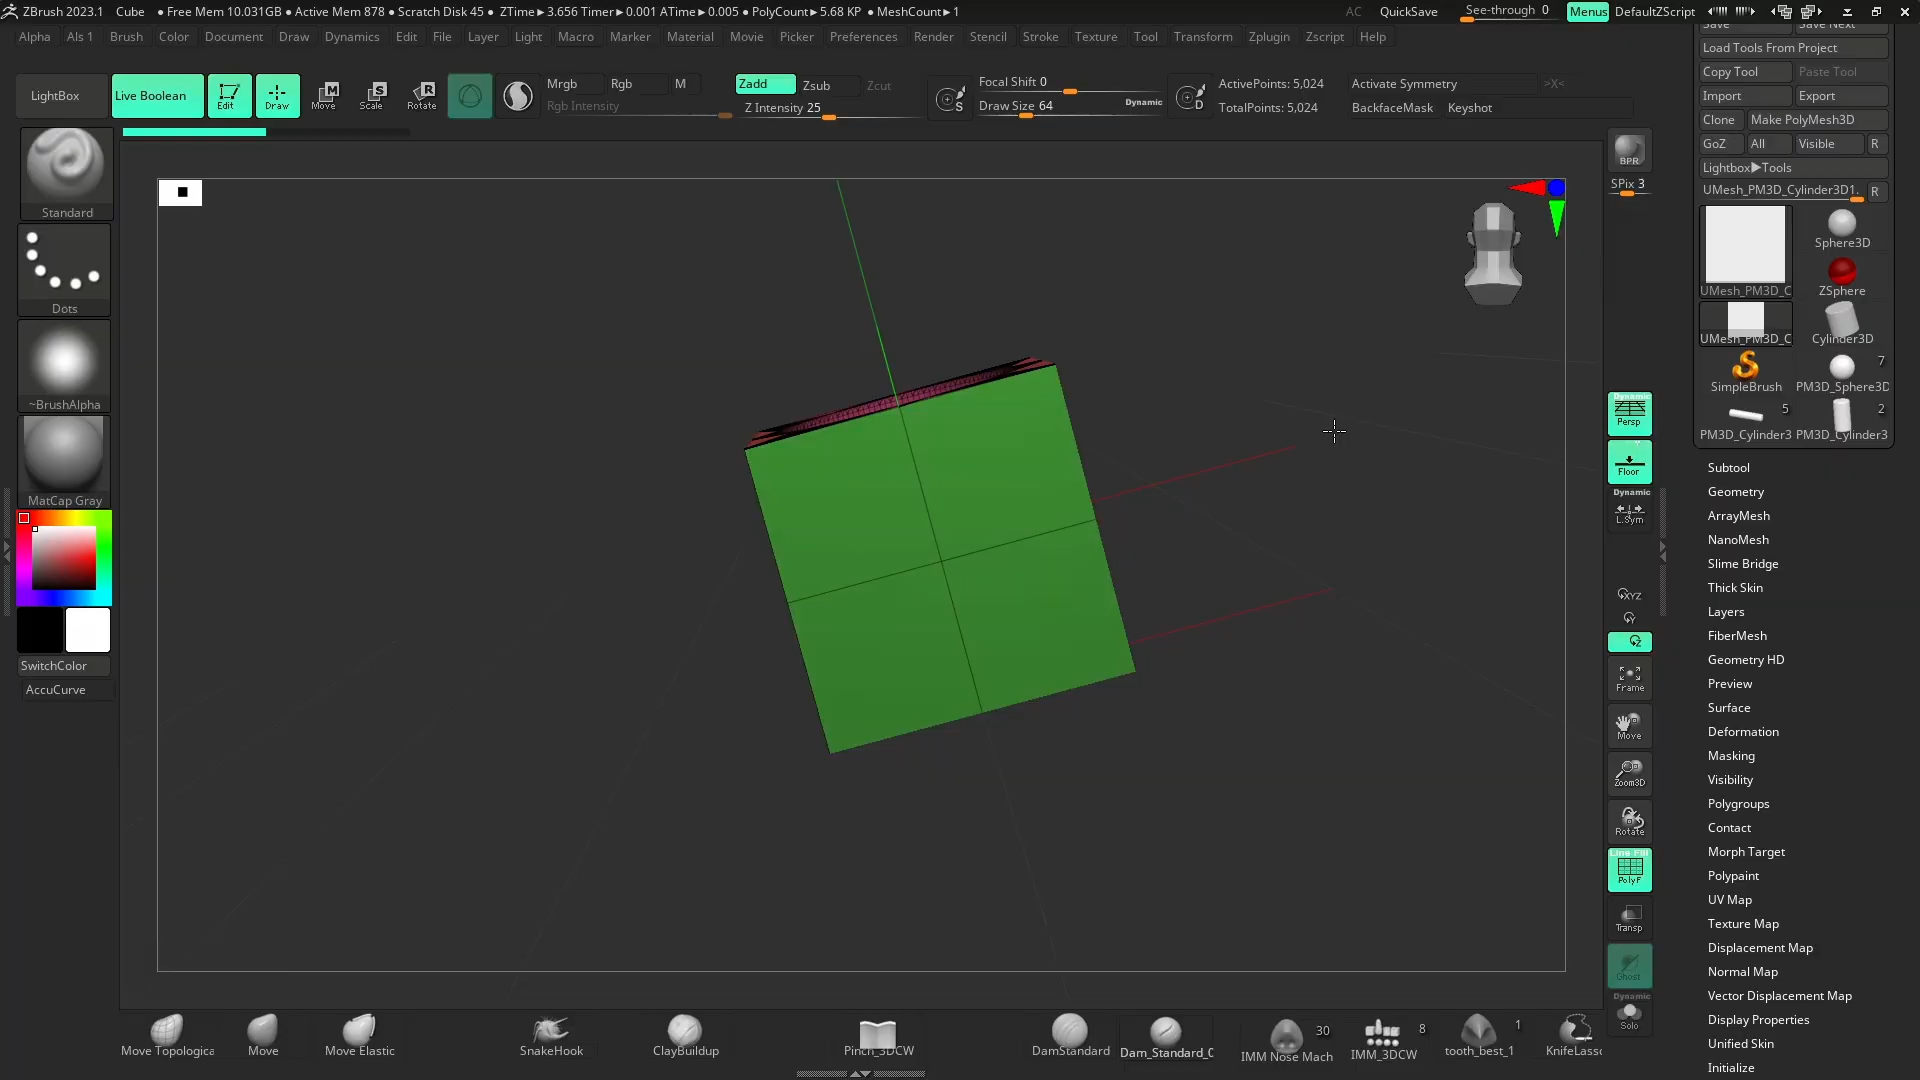 ZBrush 2023.1 Cube ● Free Mem 10.031GB ● Active Mem 878 ● Scratch Disk 45 ● ZTime►3.656 Timer►0.001 ATime►0.005 ● PolyCount►5.68 KP ● MeshCount►1 AC QuickSave See-through 0 Menus DefaultZScript
Alpha Als 1 Brush Color Document Draw Dynamics Edit File Layer Light Macro Marker Material Movie Picker Preferences Render Stencil Stroke Texture Tool Transform Zplugin Zscript Help
LightBox
Live Boolean
Edit
Draw
Move
Scale
Rotate
Mrgb Rgb M
Rgb Intensity
Zadd Zsub Zcut
Z Intensity 25
S
Focal Shift 0
Draw Size 64 Dynamic
D
ActivePoints: 5,024
TotalPoints: 5,024
Activate Symmetry >X<
BackfaceMask Keyshot
Standard
Dots
~BrushAlpha
MatCap Gray
SwitchColor
AccuCurve
BPR
SPix 3
Dynamic
Persp
Floor
Dynamic
L.Sym
XYZ
Y
Z
Frame
Move
Zoom3D
Rotate
Line Fill
PolyF
Transp
Ghost
Dynamic
Solo
Save Save Next
Load Tools From Project
Copy Tool Paste Tool
Import Export
Clone Make PolyMesh3D
GoZ All Visible R
Lightbox►Tools
UMesh_PM3D_Cylinder3D1. R
UMesh_PM3D_C
Sphere3D
ZSphere
UMesh_PM3D_C
Cylinder3D
SimpleBrush
7
PM3D_Sphere3D
5
PM3D_Cylinder3
2
PM3D_Cylinder3
Subtool
Geometry
ArrayMesh
NanoMesh
Slime Bridge
Thick Skin
Layers
FiberMesh
Geometry HD
Preview
Surface
Deformation
Masking
Visibility
Polygroups
Contact
Morph Target
Polypaint
UV Map
Texture Map
Displacement Map
Normal Map
Vector Displacement Map
Display Properties
Unified Skin
Initialize
Move Topologica
Move
Move Elastic
SnakeHook
ClayBuildup
Pinch_3DCW
DamStandard
Dam_Standard_0
30
IMM Nose Mach
8
IMM_3DCW
1
tooth_best_1
KnifeLasso